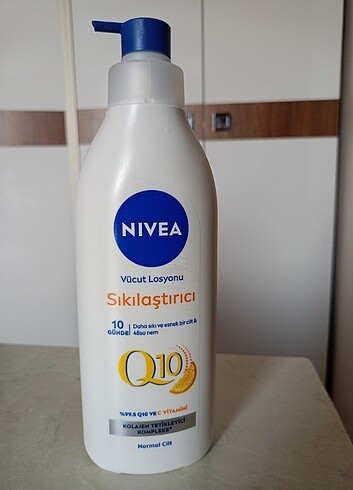 NIVEA
Vücut Losyonu
Sıkılaştırıcı
10 GÜNDE
Daha sıkı ve esnek bir cilt &
48sa nem
Q10
%99.5 Q10 VE C VİTAMİNİ
KOLAJEN TETİKLEYİCİ
KOMPLEKS*
Normal Cilt